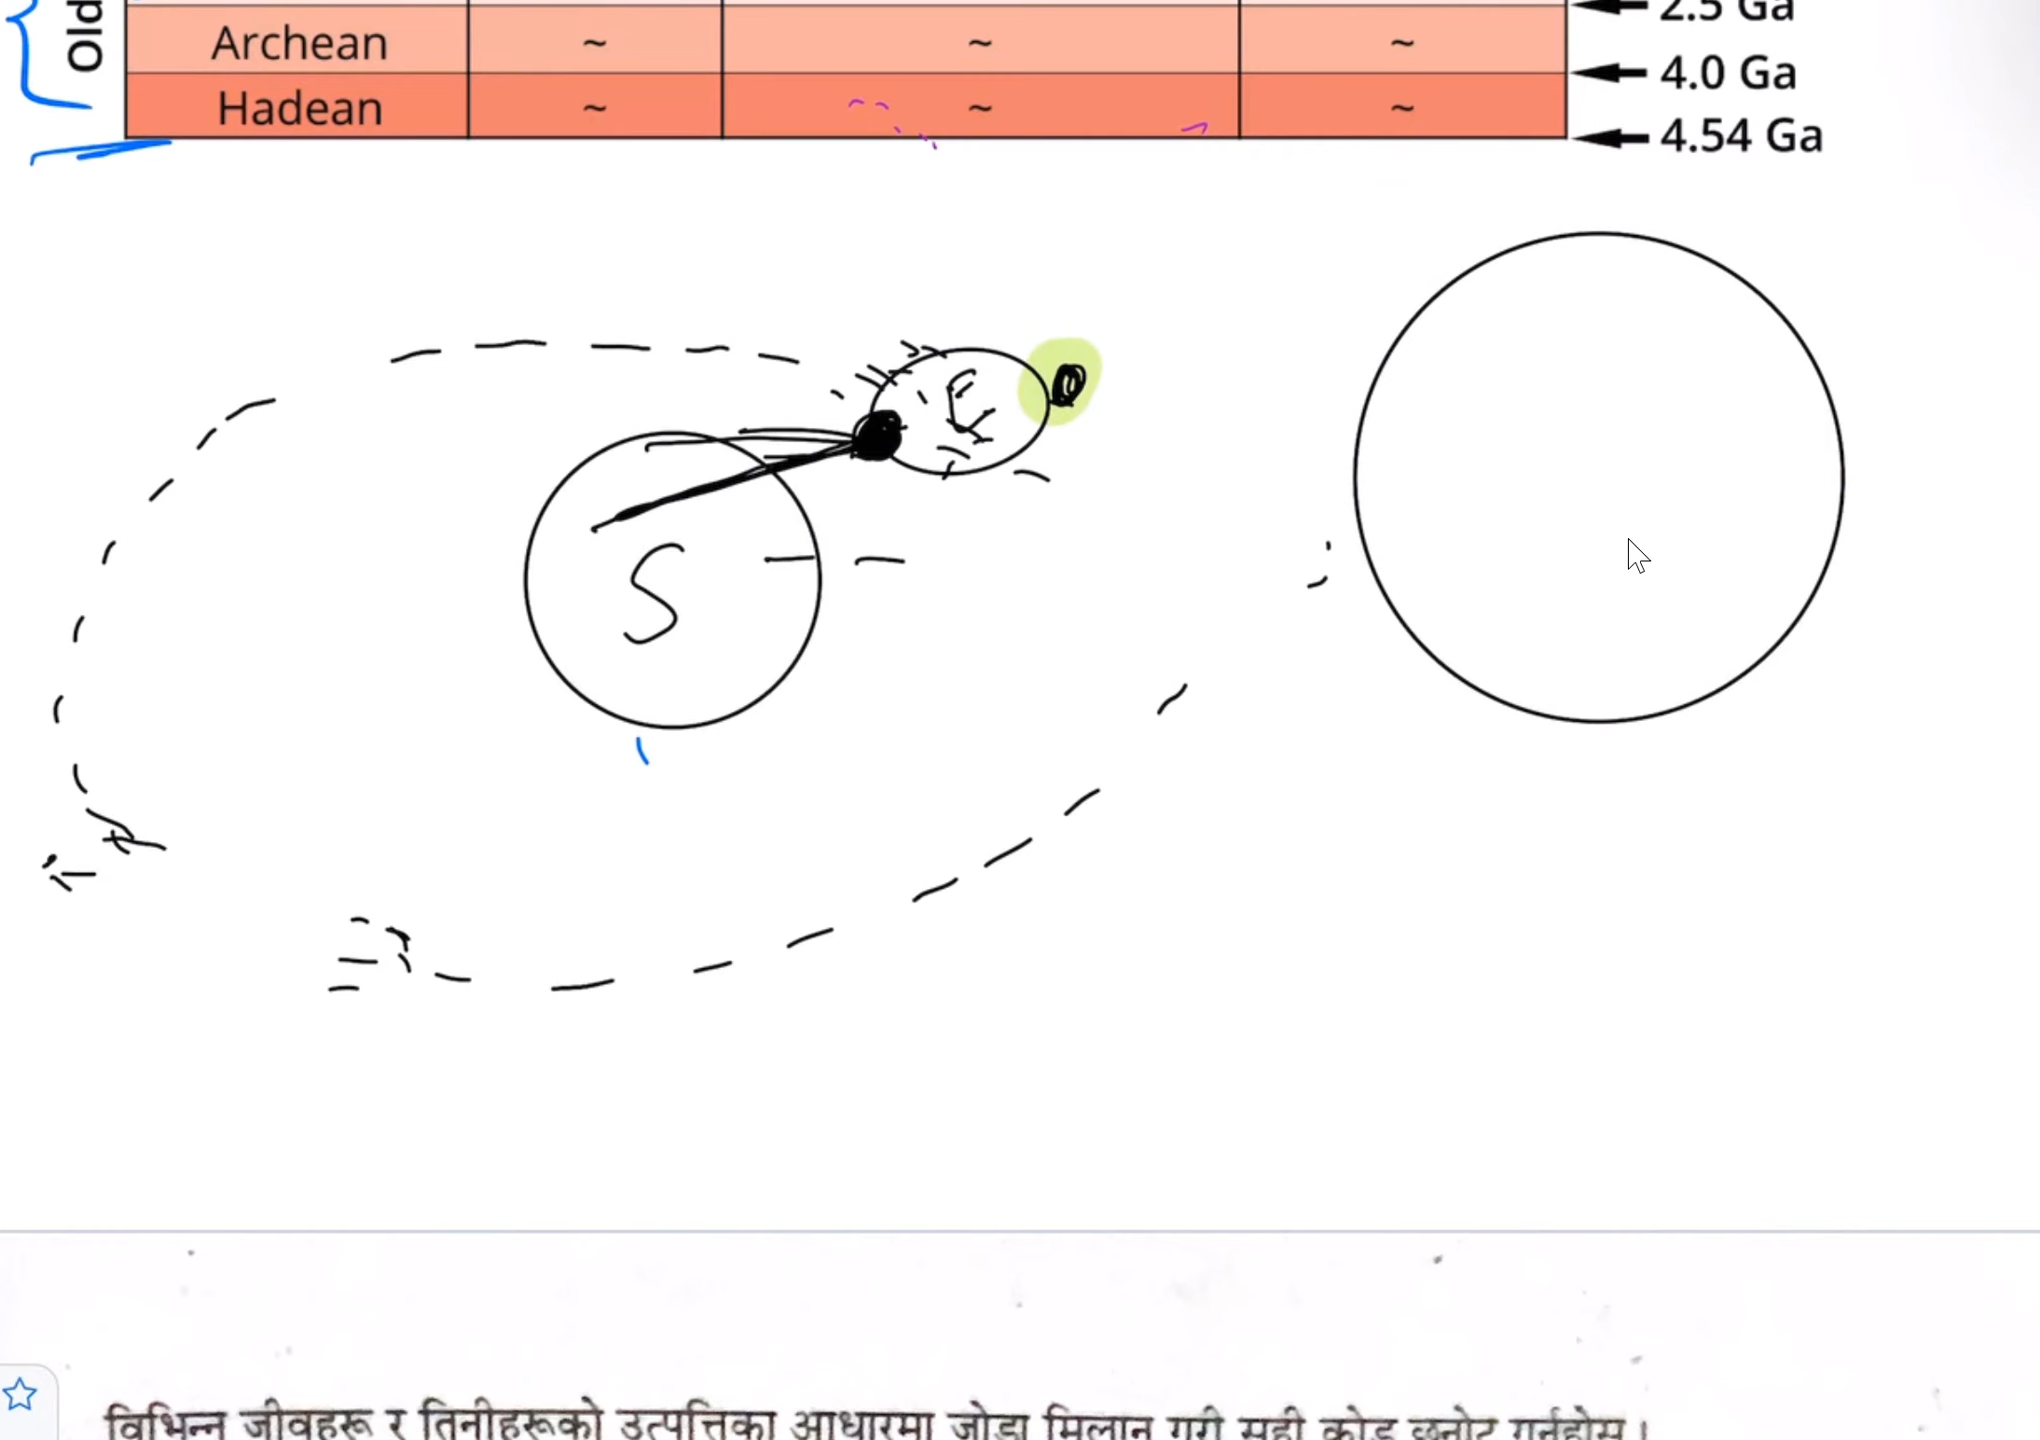 Old
2.5 Ga
Archean ~ ~ ~
4.0 Ga
Hadean ~ ~ ~
4.54 Ga
E
S
विभिन्न जीवहरू र तिनीहरूको उत्पत्तिका आधारमा जोडा मिलान गरी सही कोड छनोट गर्नुहोस् ।